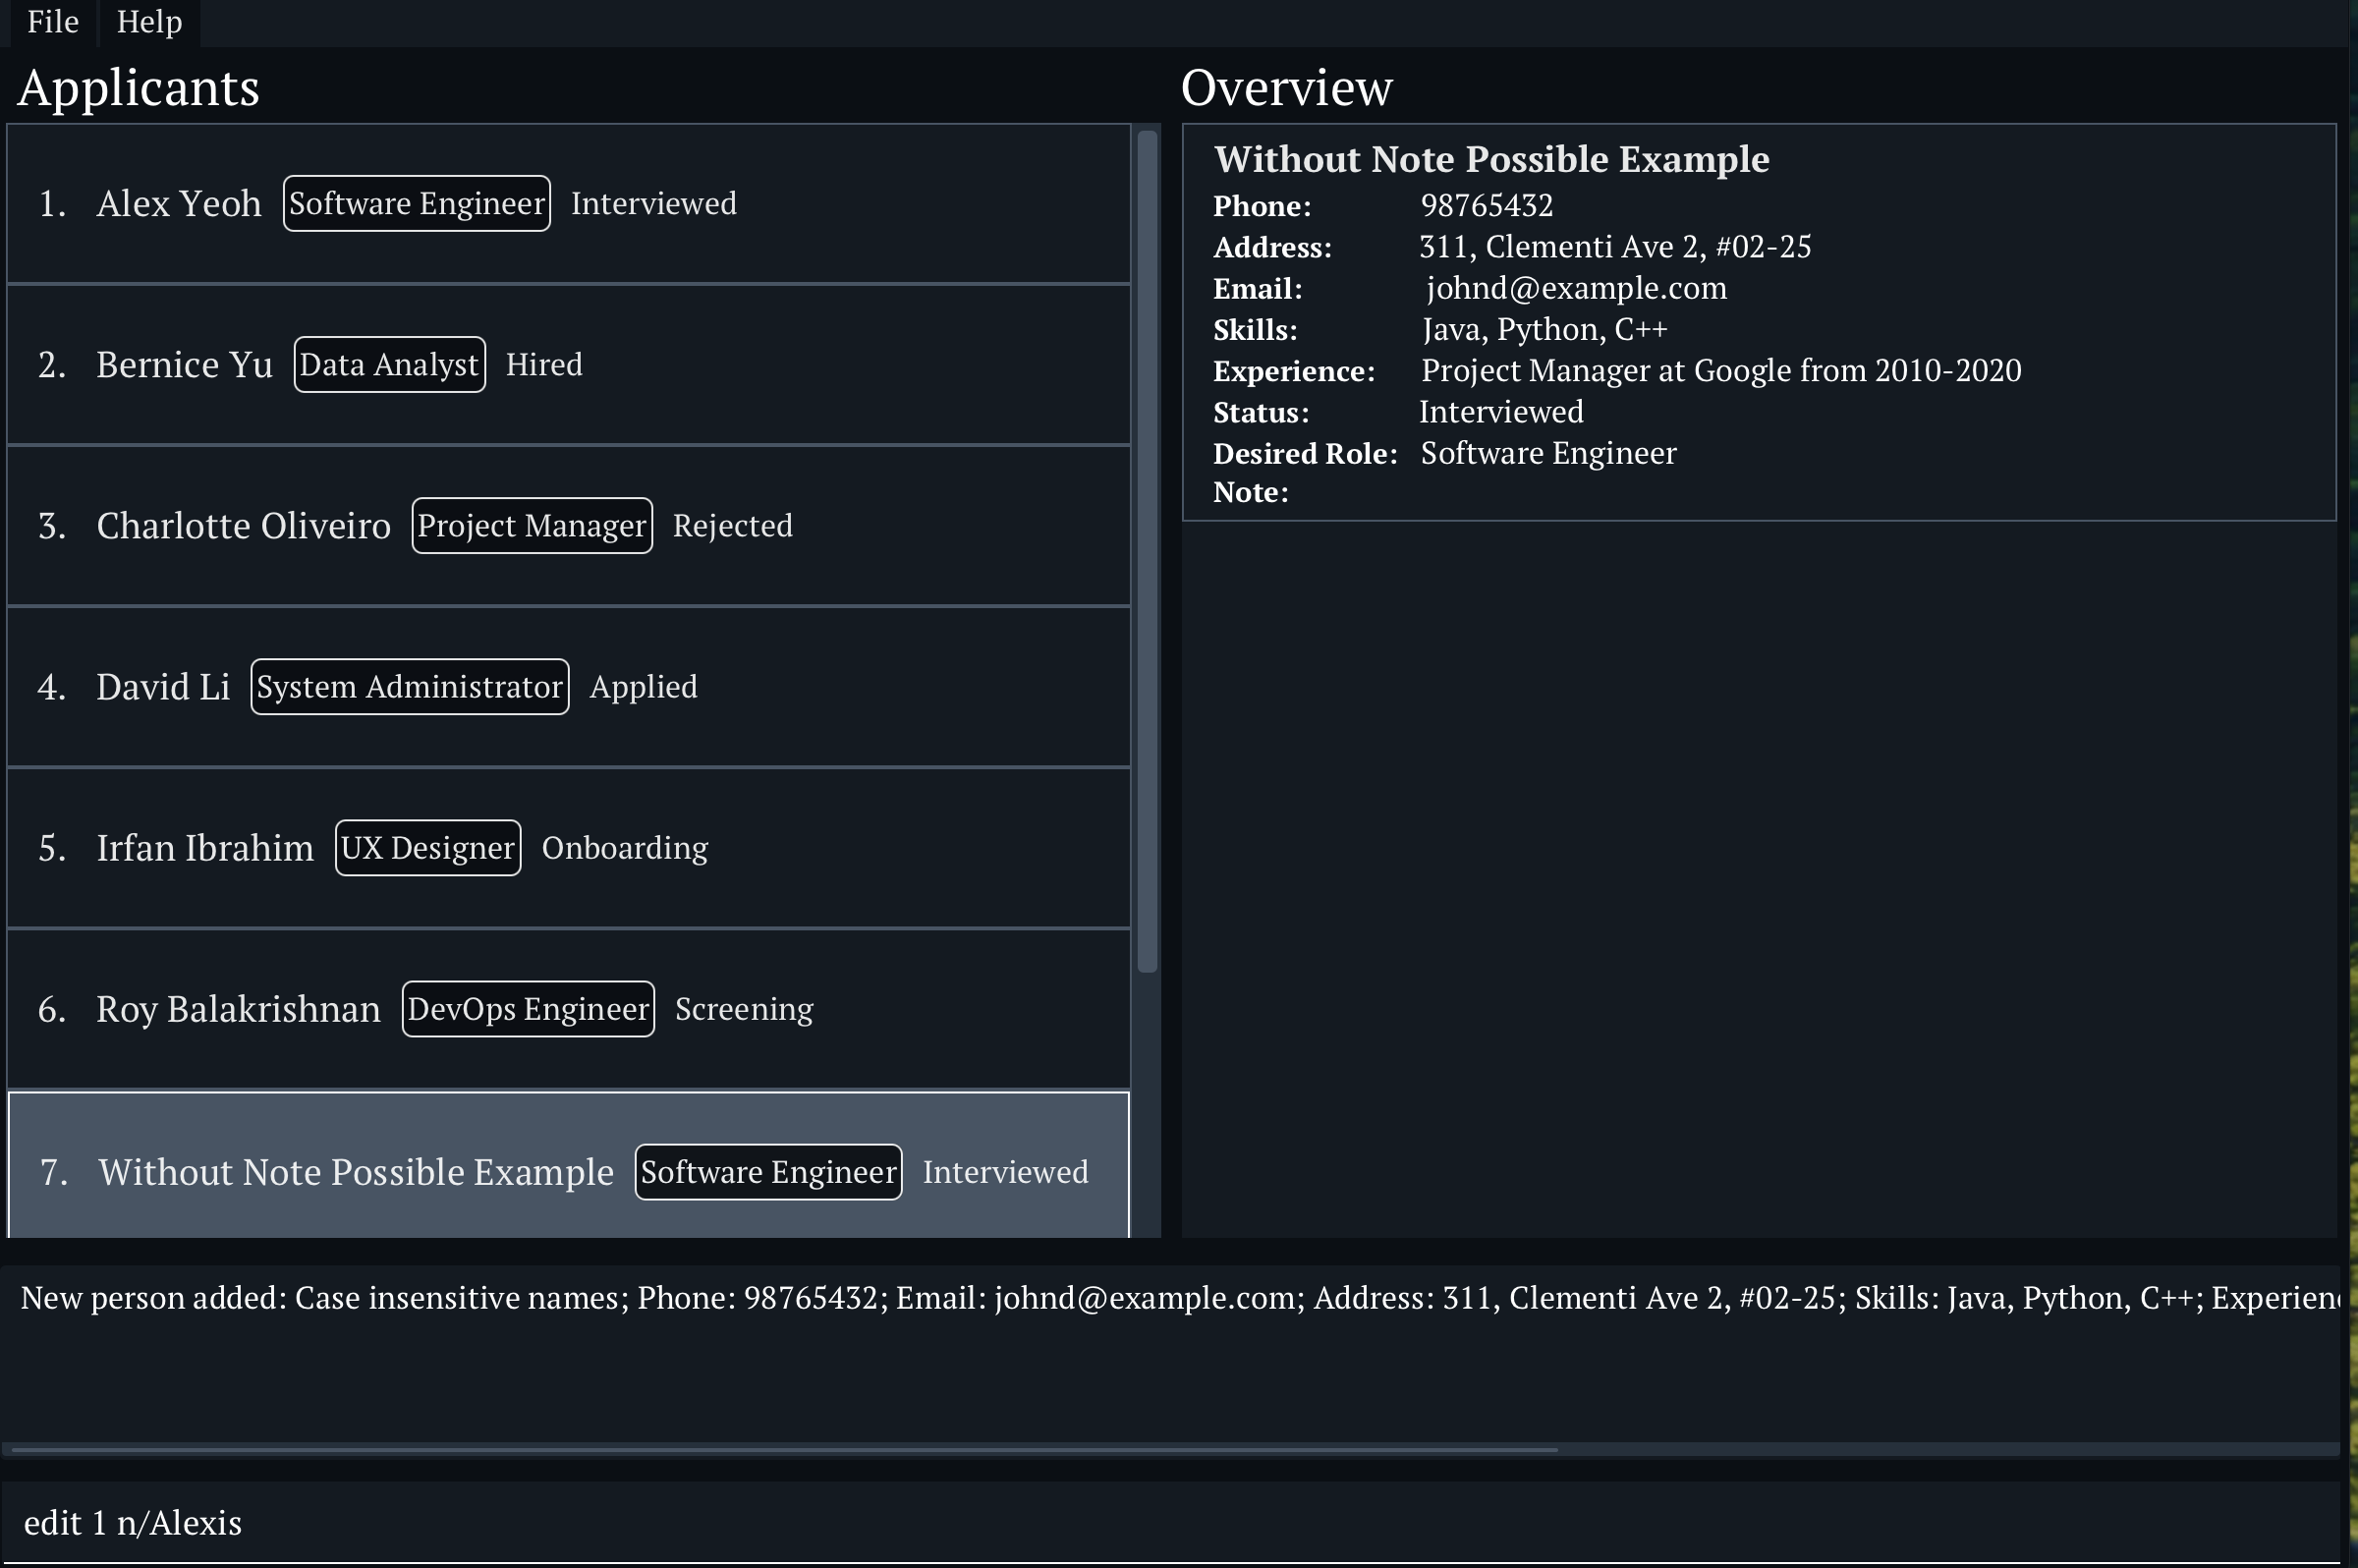 File Help
Applicants
1. Alex Yeoh Software Engineer Interviewed
2. Bernice Yu Data Analyst Hired
3. Charlotte Oliveiro Project Manager Rejected
4. David Li System Administrator Applied
5. Irfan Ibrahim UX Designer Onboarding
6. Roy Balakrishnan DevOps Engineer Screening
7. Without Note Possible Example Software Engineer Interviewed
Overview
Without Note Possible Example
Phone: 98765432
Address: 311, Clementi Ave 2, #02-25
Email: johnd@example.com
Skills: Java, Python, C++
Experience: Project Manager at Google from 2010-2020
Status: Interviewed
Desired Role: Software Engineer
Note:
New person added: Case insensitive names; Phone: 98765432; Email: johnd@example.com; Address: 311, Clementi Ave 2, #02-25; Skills: Java, Python, C++; Experienc
edit 1 n/Alexis